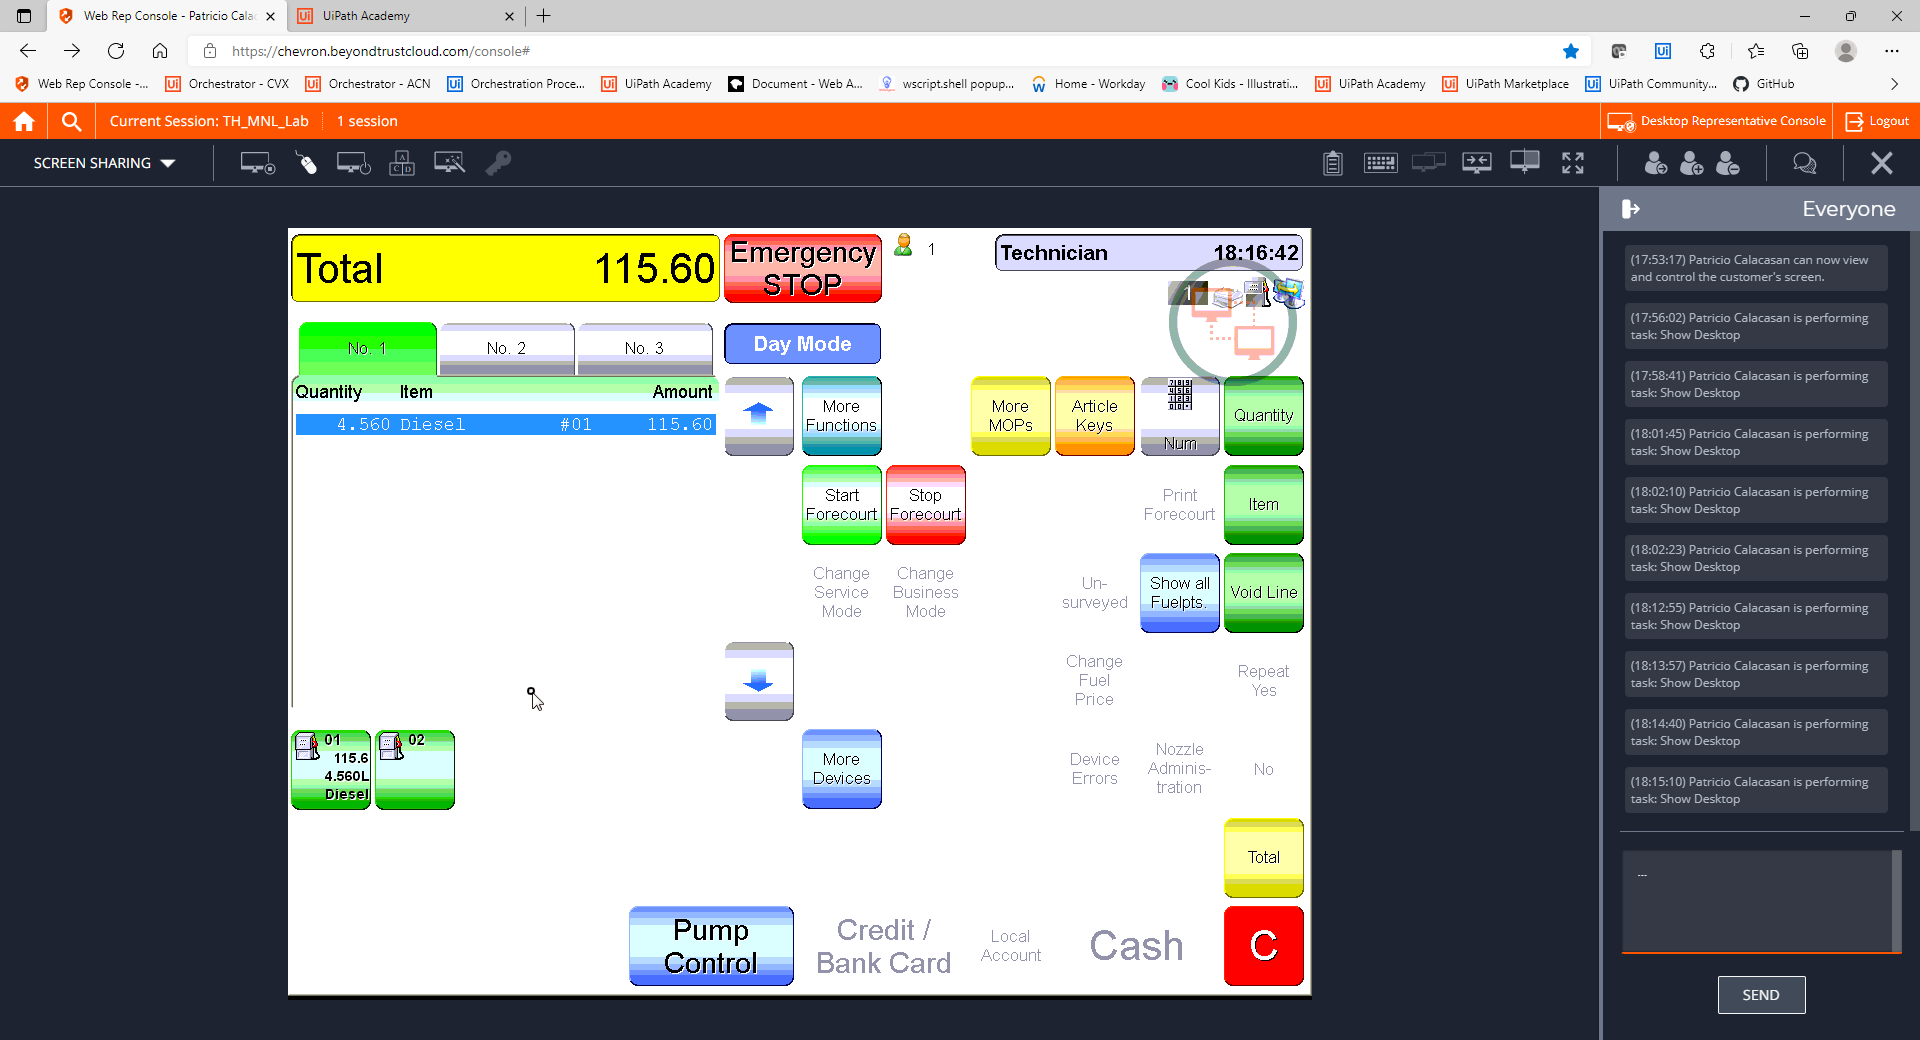 Web Rep Console - Patricio Cala
UiPath Academy
https://chevron.beyondtrustcloud.com/console#
Web Rep Console -...
Orchestrator - CVX
Orchestrator - ACN
Orchestration Proce...
UiPath Academy
Document - Web A...
wscript.shell popup...
Home - Workday
Cool Kids - Illustrati...
UiPath Academy
UiPath Marketplace
UiPath Community...
GitHub
Current Session: TH_MNL_Lab
1 session
Desktop Representative Console
Logout
SCREEN SHARING
A
C D
Everyone
Total 115.60
Emergency
STOP
1
Technician 18:16:42
1
No. 1
No. 2
No. 3
Day Mode
Quantity Item Amount
4.560 Diesel #01 115.60
More
Functions
More
MOPs
Article
Keys
Num
Quantity
Start
Forecourt
Stop
Forecourt
Print
Forecourt
Item
Change
Service
Mode
Change
Business
Mode
Un-
surveyed
Show all
Fuelpts.
Void Line
Change
Fuel
Price
Repeat
Yes
01
115.6
4.560L
Diesel
02
More
Devices
Device
Errors
Nozzle
Adminis-
tration
No
Total
Pump
Control
Credit /
Bank Card
Local
Account
Cash
C
(17:53:17) Patricio Calacasan can now view
and control the customer's screen.
(17:56:02) Patricio Calacasan is performing
task: Show Desktop
(17:58:41) Patricio Calacasan is performing
task: Show Desktop
(18:01:45) Patricio Calacasan is performing
task: Show Desktop
(18:02:10) Patricio Calacasan is performing
task: Show Desktop
(18:02:23) Patricio Calacasan is performing
task: Show Desktop
(18:12:55) Patricio Calacasan is performing
task: Show Desktop
(18:13:57) Patricio Calacasan is performing
task: Show Desktop
(18:14:40) Patricio Calacasan is performing
task: Show Desktop
(18:15:10) Patricio Calacasan is performing
task: Show Desktop
---
SEND